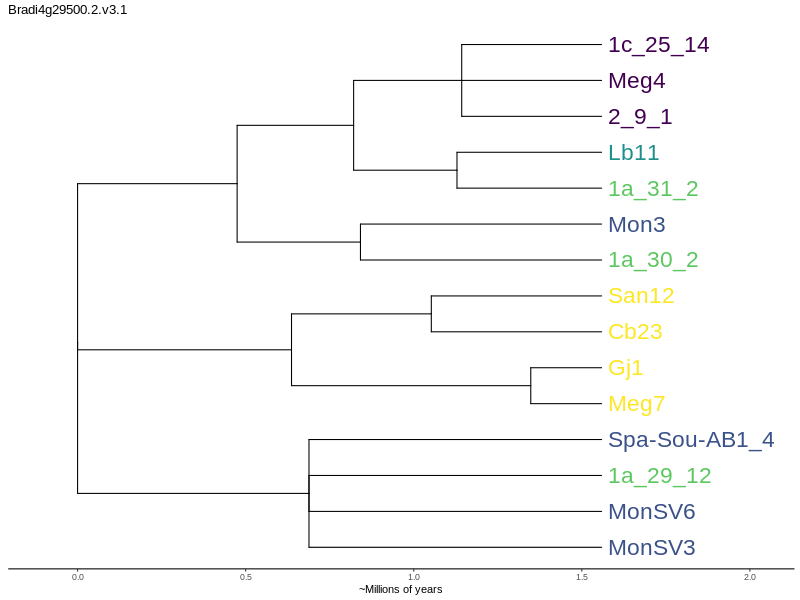 Bradi4g29500.2.v3.1
1c_25_14
Meg4
2_9_1
Lb11
1a_31_2
Mon3
1a_30_2
San12
Cb23
Gj1
Meg7
Spa-Sou-AB1_4
1a_29_12
MonSV6
MonSV3
0.0 0.5 1.0 1.5 2.0
~Millions of years